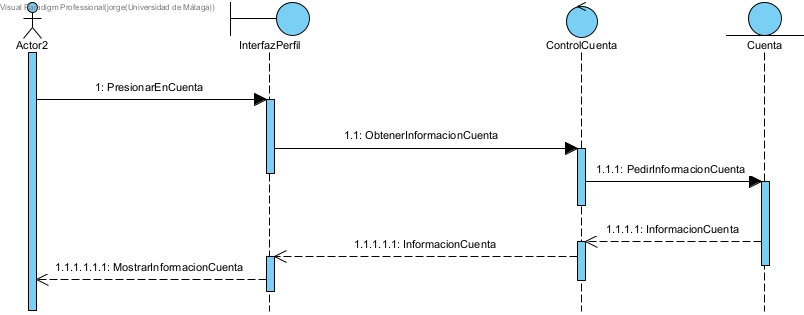 Visual Paradigm Professional(jorge(Universidad de Málaga))
Actor2
InterfazPerfil
ControlCuenta
Cuenta
1: PresionarEnCuenta
1.1: ObtenerInformacionCuenta
1.1.1: PedirInformacionCuenta
1.1.1.1: InformacionCuenta
1.1.1.1.1: InformacionCuenta
1.1.1.1.1.1: MostrarInformacionCuenta